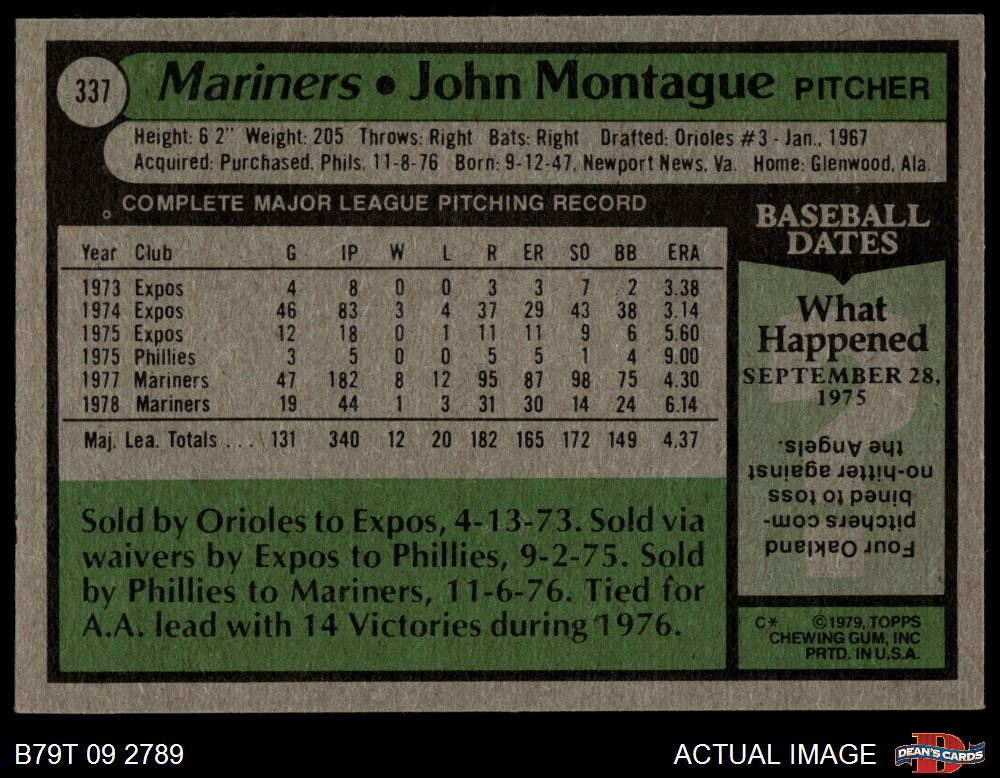 337
Mariners • John Montague PITCHER
Height: 6 2" Weight: 205 Throws: Right Bats: Right Drafted: Orioles #3 - Jan., 1967
Acquired: Purchased, Phils, 11-8-76 Born: 9-12-47, Newport News, Va. Home: Glenwood, Ala.
COMPLETE MAJOR LEAGUE PITCHING RECORD
Year Club G IP W L R ER SO BB ERA
1973 Expos 4 8 0 0 3 3 7 2 3.38
1974 Expos 46 83 3 4 37 29 43 38 3.14
1975 Expos 12 18 0 1 11 11 9 6 5.60
1975 Phillies 3 5 0 0 5 5 1 4 9.00
1977 Mariners 47 182 8 12 95 87 98 75 4.30
1978 Mariners 19 44 1 3 31 30 14 24 6.14
Maj. Lea. Totals . . . 131 340 12 20 182 165 172 149 4.37
Sold by Orioles to Expos, 4-13-73. Sold via
waivers by Expos to Phillies, 9-2-75. Sold
by Phillies to Mariners, 11-6-76. Tied for
A.A. lead with 14 Victories during 1976.
BASEBALL
DATES
What
Happened
SEPTEMBER 28,
1975
Four Oakland
pitchers com-
bined to toss
no-hitter against
the Angels.
C* ©1979, TOPPS
CHEWING GUM, INC
PRTD. IN U.S.A.
B79T 09 2789
ACTUAL IMAGE
DEAN'S CARDS